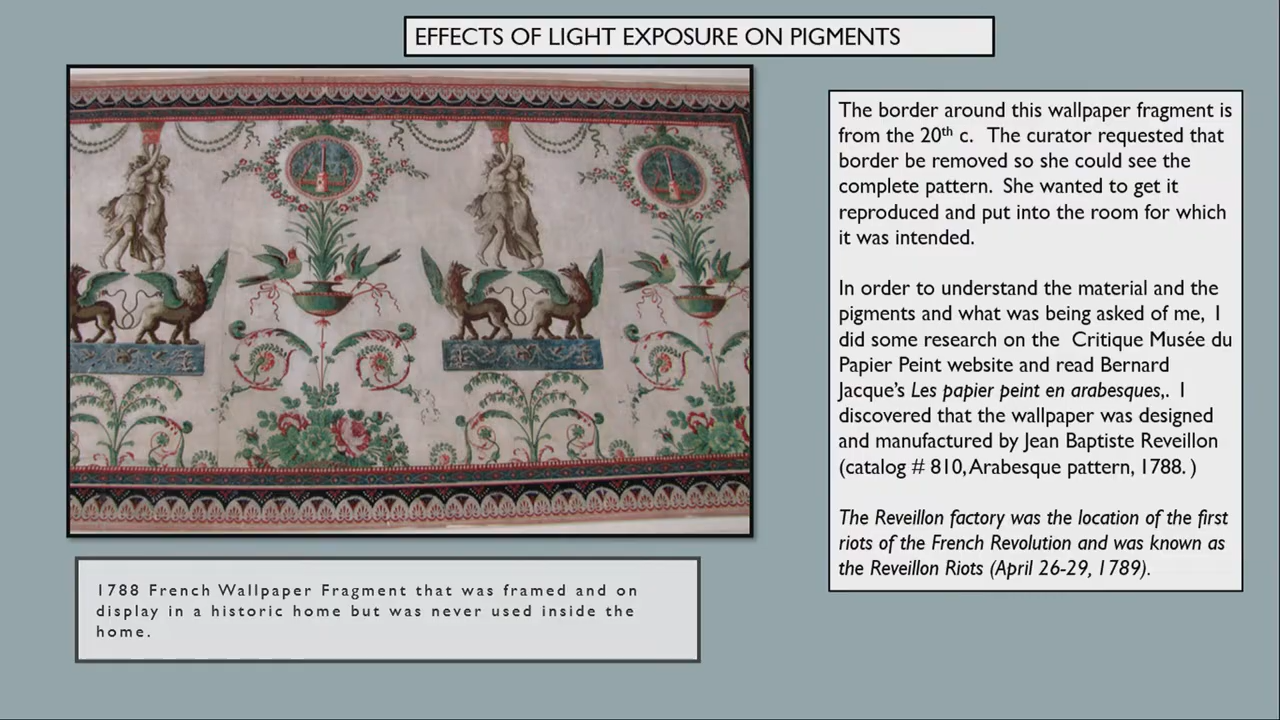 EFFECTS OF LIGHT EXPOSURE ON PIGMENTS
The border around this wallpaper fragment is
from the 20th c. The curator requested that
border be removed so she could see the
complete pattern. She wanted to get it
reproduced and put into the room for which
it was intended.
In order to understand the material and the
pigments and what was being asked of me, I
did some research on the Critique Musée du
Papier Peint website and read Bernard
Jacque's Les papier peint en arabesques,. I
discovered that the wallpaper was designed
and manufactured by Jean Baptiste Reveillon
(catalog # 810, Arabesque pattern, 1788. )
The Reveillon factory was the location of the first
riots of the French Revolution and was known as
the Reveillon Riots (April 26-29, 1789).
1788 French Wallpaper Fragment that was framed and on
display in a historic home but was never used inside the
home.